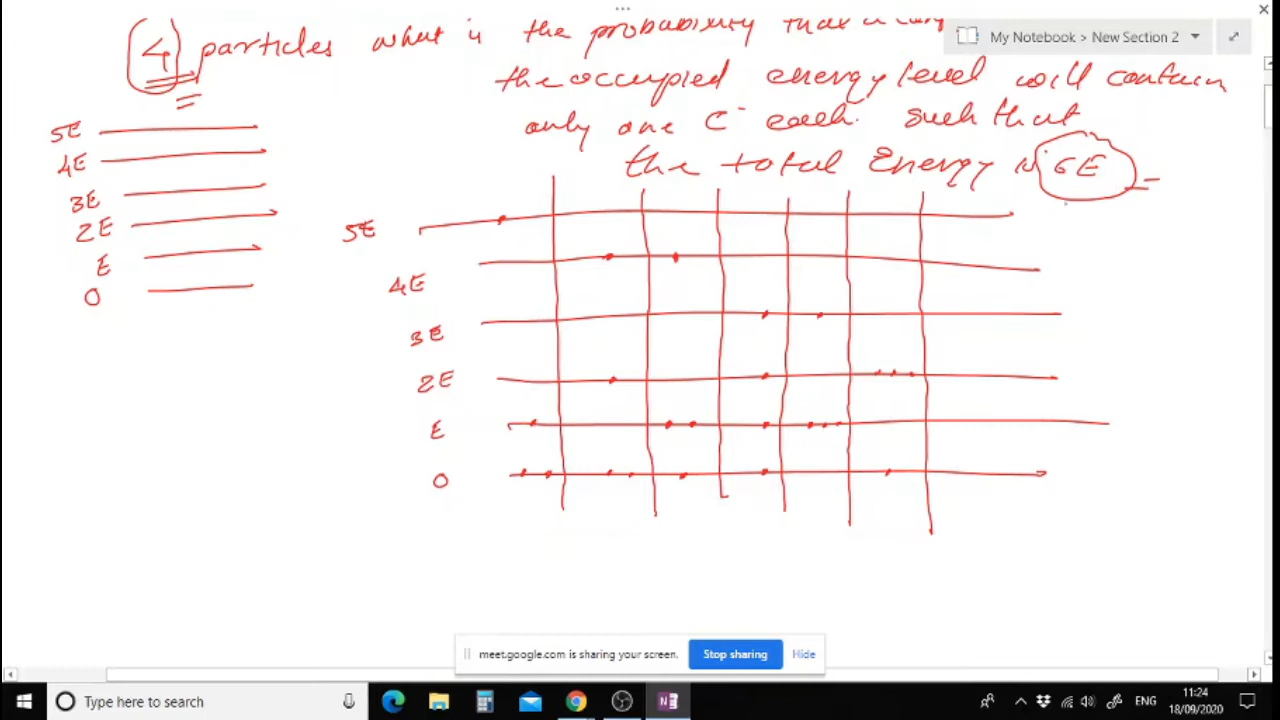 4 particles what is the probability that
the occupied energy level will contain
only one e⁻ each. Such that
the total Energy is 6E
My Notebook > New Section 2
5E
4E
3E
2E
E
0
5E
4E
3E
2E
E
0
meet.google.com is sharing your screen.
Stop sharing
Hide
Type here to search
ENG
11:24
18/09/2020